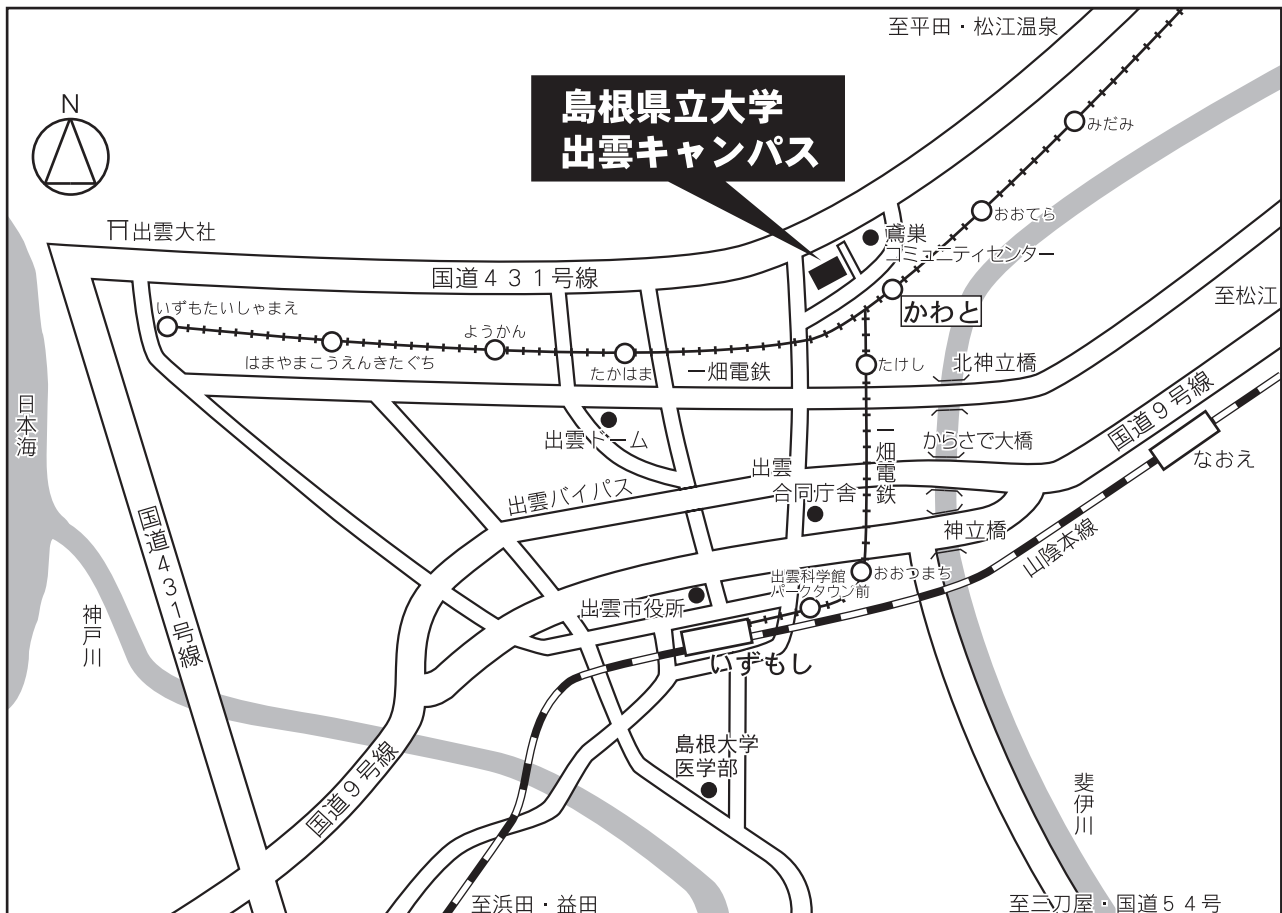 至平田・松江温泉
N
島根県立大学
出雲キャンパス
みだみ
おおてら
出雲大社
鳶巣
コミュニティセンター
国道431号線
至松江
いずもたいしゃまえ
かわと
ようかん
はまやまこうえんきたぐち
たかはま
一畑電鉄
たけし
北神立橋
国道9号線
日本海
出雲ドーム
一畑電鉄
からさで大橋
なおえ
出雲
合同庁舎
出雲バイパス
国道431号線
神立橋
山陰本線
おおつまち
出雲科学館
パークタウン前
出雲市役所
神戸川
いずもし
島根大学
医学部
国道9号線
斐伊川
至浜田・益田
至三刀屋・国道54号